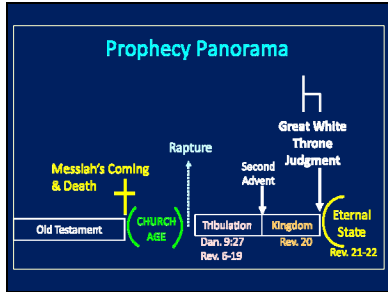 Prophecy Panorama
Great White
Throne
Judgment
Rapture
Second
Advent
Messiah's Coming
& Death
CHURCH
AGE
Old Testament
Tribulation
Kingdom
Eternal
State
Dan. 9:27
Rev. 20
Rev. 6-19
Rev. 21-22